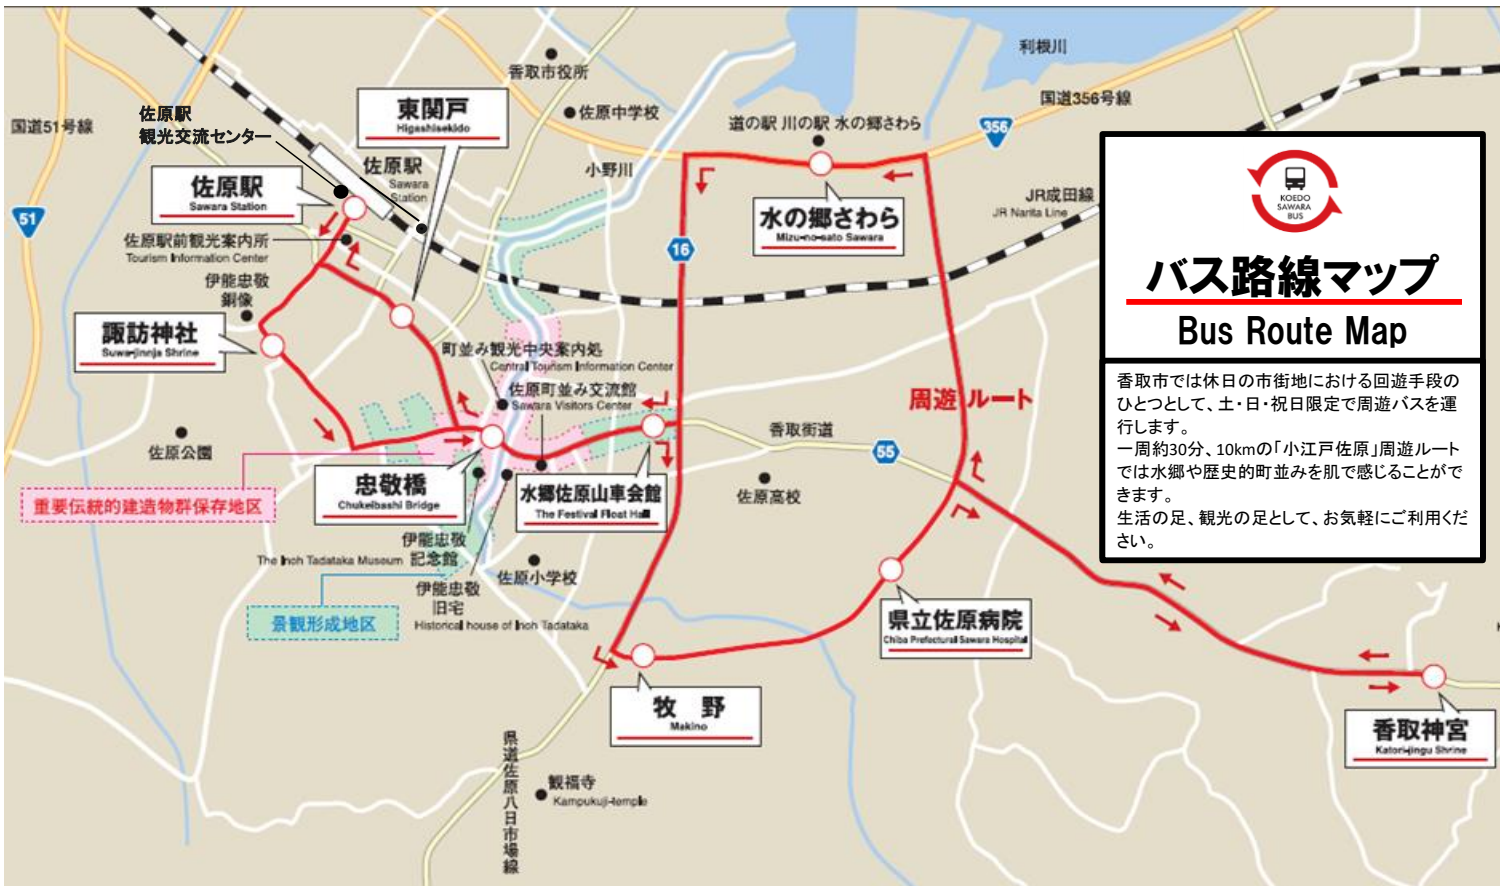 利根川
香取市役所
国道356号線
佐原駅
観光交流センター
国道51号線
東関戸
Higashisekido
佐原中学校
道の駅 川の駅 水の郷さわら
356
KOEDO
SAWARA
BUS
バス路線マップ
Bus Route Map
香取市では休日の市街地における回遊手段の
ひとつとして、土・日・祝日限定で周遊バスを運
行します。
一周約30分、10kmの「小江戸佐原」周遊ルート
では水郷や歴史的町並みを肌で感じることがで
きます。
生活の足、観光の足として、お気軽にご利用くだ
さい。
佐原駅
Sawara
Station
小野川
佐原駅
Sawara Station
JR成田線
JR Narita Line
水の郷さわら
Mizu-no-sato Sawara
51
16
佐原駅前観光案内所
Tourism Information Center
伊能忠敬
銅像
諏訪神社
Suwa-jinnja Shrine
町並み観光中央案内処
Central Tourism Information Center
佐原町並み交流館
Sawara Visitors Center
周遊ルート
香取街道
55
佐原公園
重要伝統的建造物群保存地区
忠敬橋
Chukeibashi Bridge
水郷佐原山車会館
The Festival Float Hall
佐原高校
伊能忠敬
記念館
The Inoh Tadataka Museum
佐原小学校
伊能忠敬
旧宅
Historical house of Inoh Tadataka
景観形成地区
県立佐原病院
Chiba Prefectural Sawara Hospital
牧 野
Makino
香取神宮
Katori-jingu Shrine
県道佐原八日市場線
観福寺
Kampukuji-temple